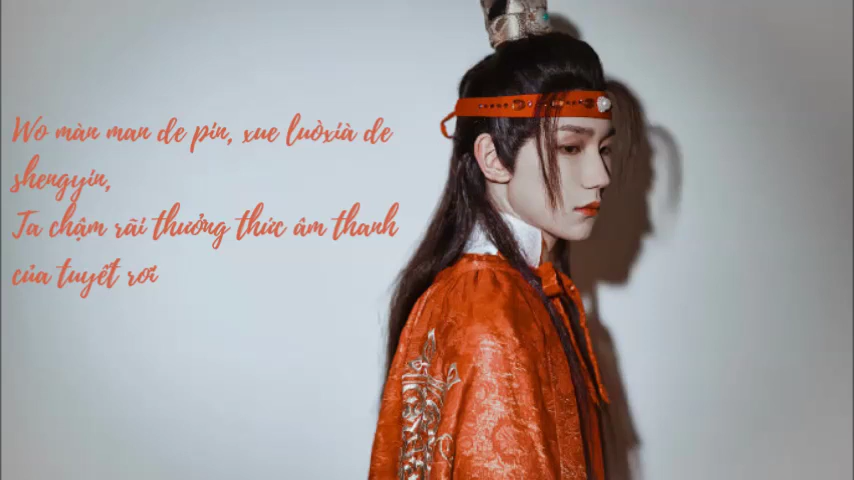 Wo màn man de pin, xue luòxià de
shengyin,
Ta chậm rãi thưởng thức âm thanh
của tuyết rơi